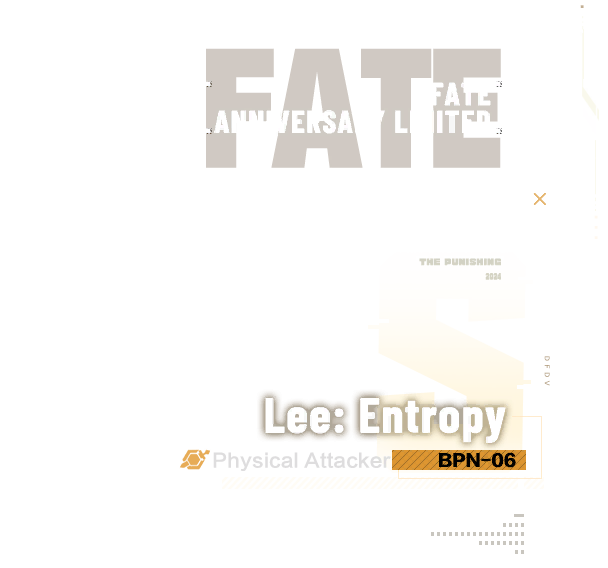 FATE
FATE
ANNIVERSARY LIMITED
THE PUNISHING
2024
S
DFDV
Lee: Entropy
Physical Attacker
BPN-06